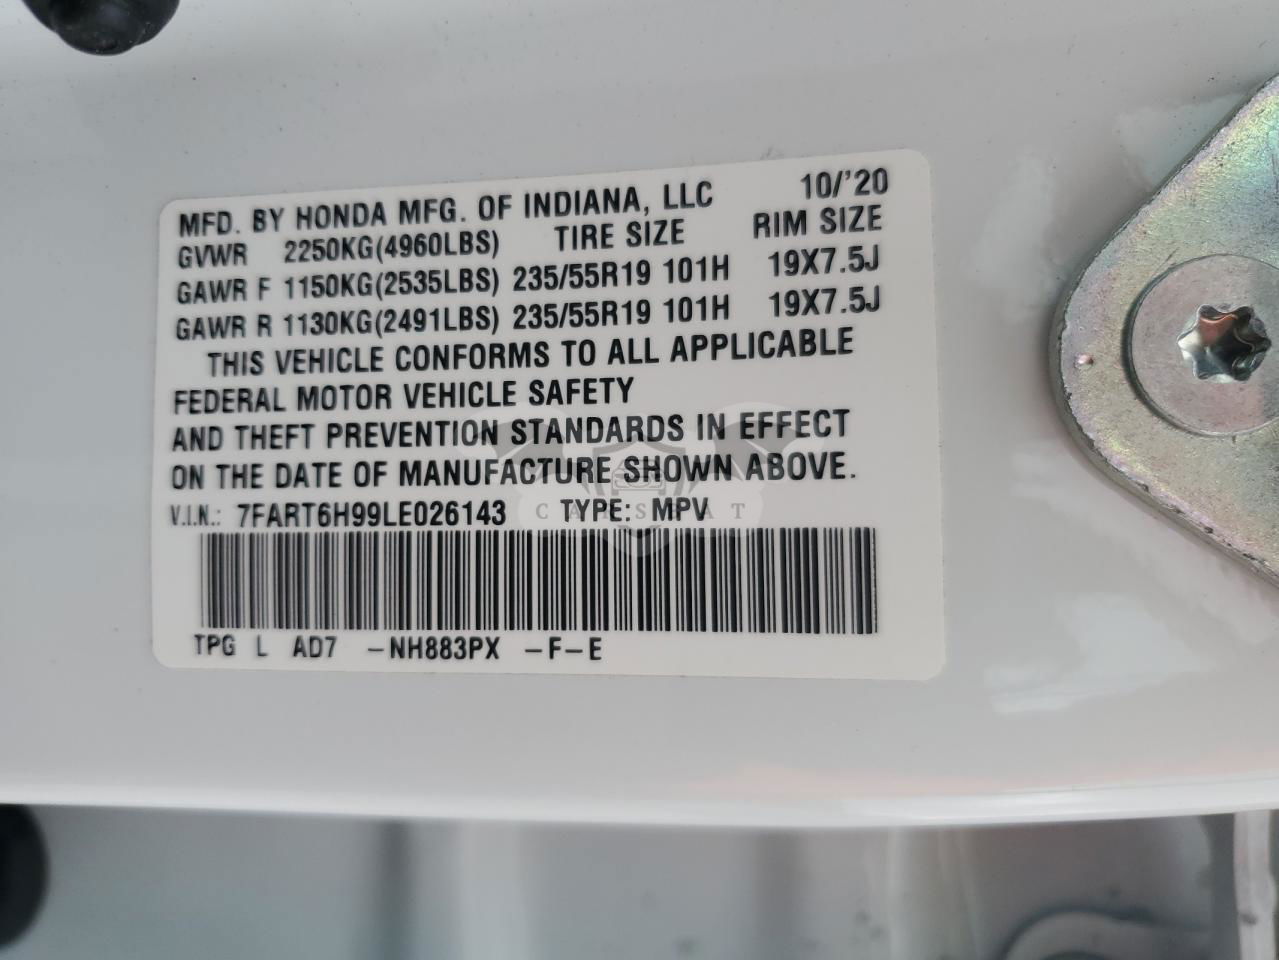 MFD. BY HONDA MFG. OF INDIANA, LLC 10/'20
GVWR 2250KG(4960LBS) TIRE SIZE RIM SIZE
GAWR F 1150KG(2535LBS) 235/55R19 101H 19X7.5J
GAWR R 1130KG(2491LBS) 235/55R19 101H 19X7.5J
THIS VEHICLE CONFORMS TO ALL APPLICABLE
FEDERAL MOTOR VEHICLE SAFETY
AND THEFT PREVENTION STANDARDS IN EFFECT
ON THE DATE OF MANUFACTURE SHOWN ABOVE.
V.I.N.: 7FART6H99LE026143 TYPE: MPV
TPG L AD7 -NH883PX -F-E